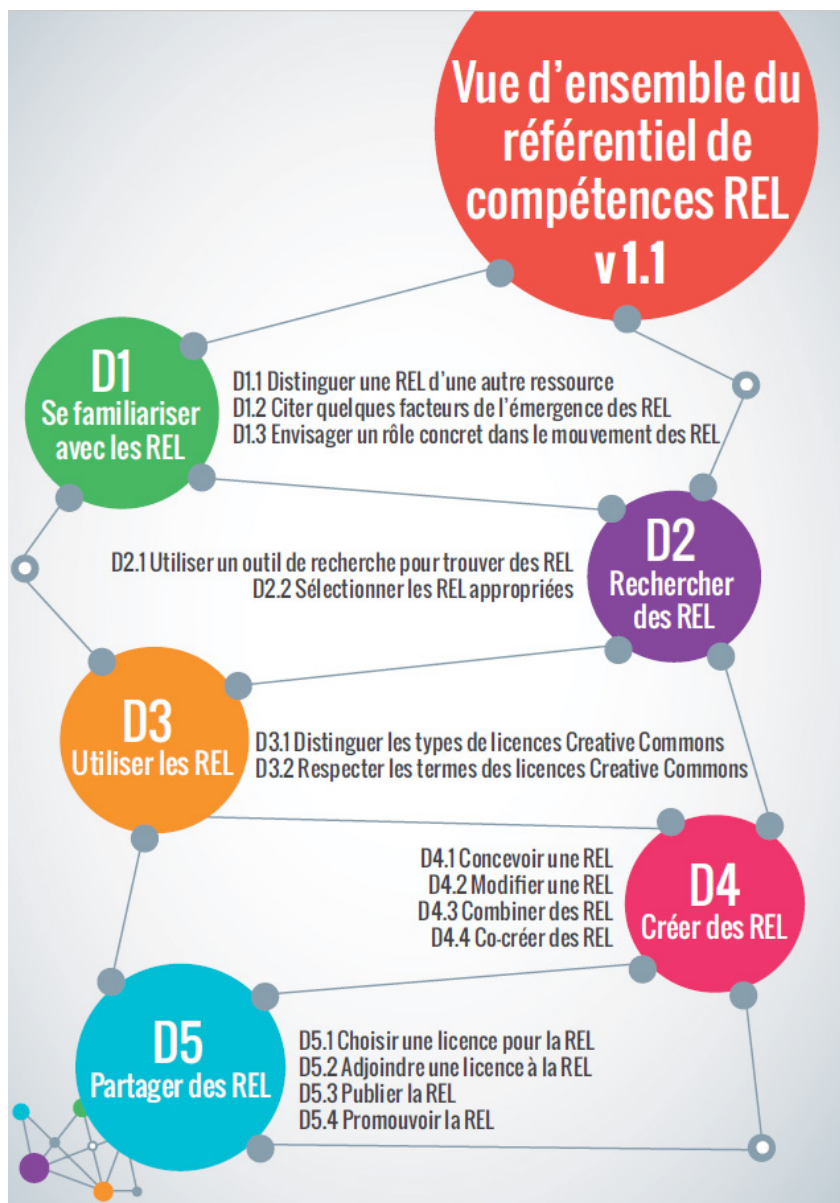 Vue d'ensemble du
référentiel de
compétences REL
v 1.1
D1
Se familiariser
avec les REL
D1.1 Distinguer une REL d'une autre ressource
D1.2 Citer quelques facteurs de l'émergence des REL
D1.3 Envisager un rôle concret dans le mouvement des REL
D2
Rechercher
des REL
D2.1 Utiliser un outil de recherche pour trouver des REL
D2.2 Sélectionner les REL appropriées
D3
Utiliser les REL
D3.1 Distinguer les types de licences Creative Commons
D3.2 Respecter les termes des licences Creative Commons
D4
Créer des REL
D4.1 Concevoir une REL
D4.2 Modifier une REL
D4.3 Combiner des REL
D4.4 Co-créer des REL
D5
Partager des REL
D5.1 Choisir une licence pour la REL
D5.2 Adjoindre une licence à la REL
D5.3 Publier la REL
D5.4 Promouvoir la REL